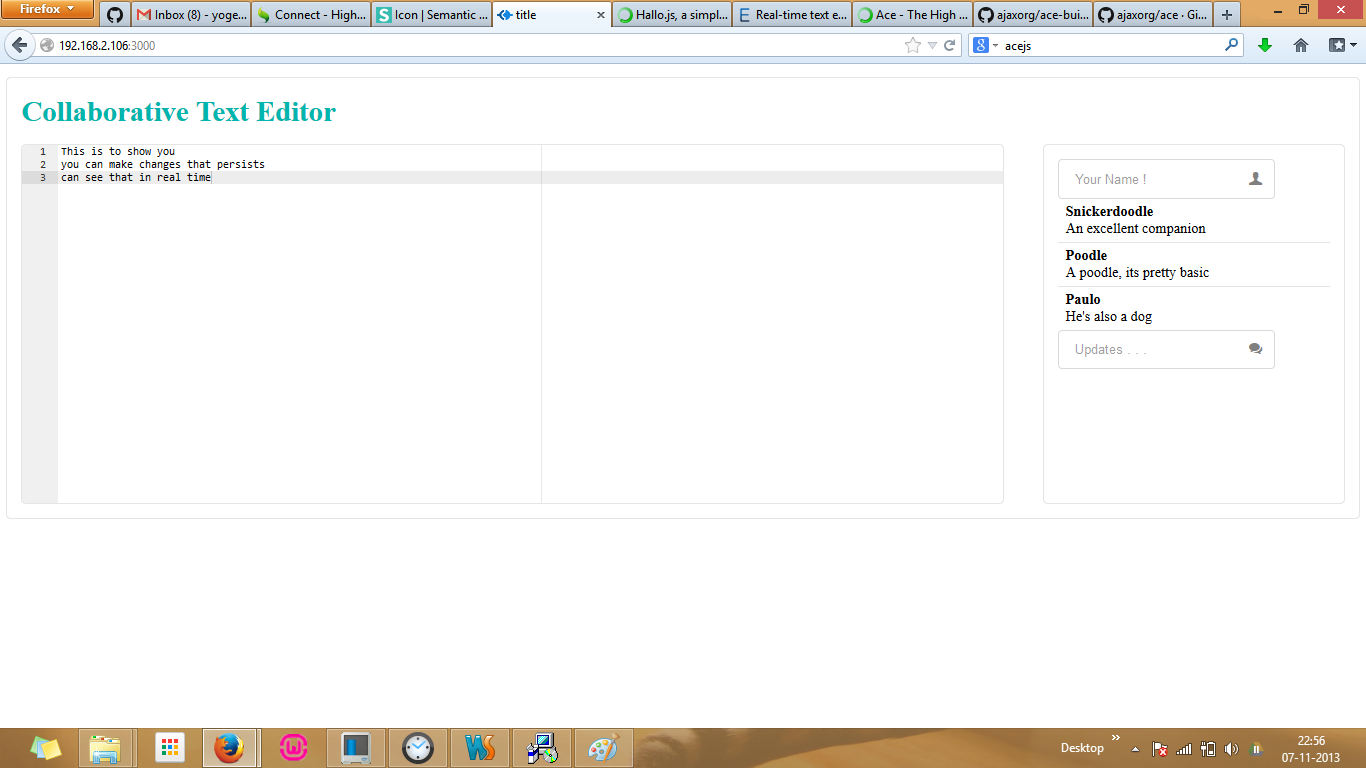 Firefox
Inbox (8) - yoge...
Connect - High...
Icon | Semantic ...
title
Hallo.js, a simpl...
Real-time text e...
Ace - The High ...
ajaxorg/ace-bui...
ajaxorg/ace · Gi...
192.168.2.106:3000
acejs
Collaborative Text Editor
1 This is to show you
2 you can make changes that persists
3 can see that in real time
Your Name !
Snickerdoodle
An excellent companion
Poodle
A poodle, its pretty basic
Paulo
He's also a dog
Updates . . .
Desktop
22:56
07-11-2013